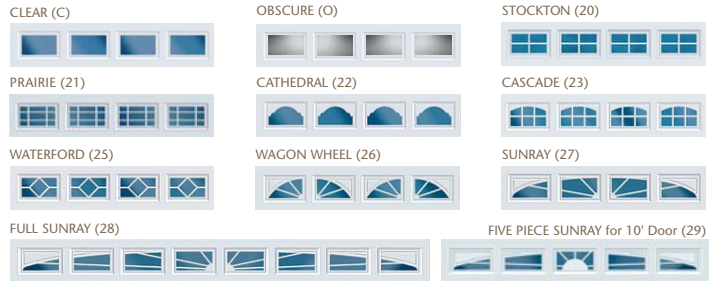 CLEAR (C)
OBSCURE (O)
STOCKTON (20)
PRAIRIE (21)
CATHEDRAL (22)
CASCADE (23)
WATERFORD (25)
WAGON WHEEL (26)
SUNRAY (27)
FULL SUNRAY (28)
FIVE PIECE SUNRAY for 10' Door (29)